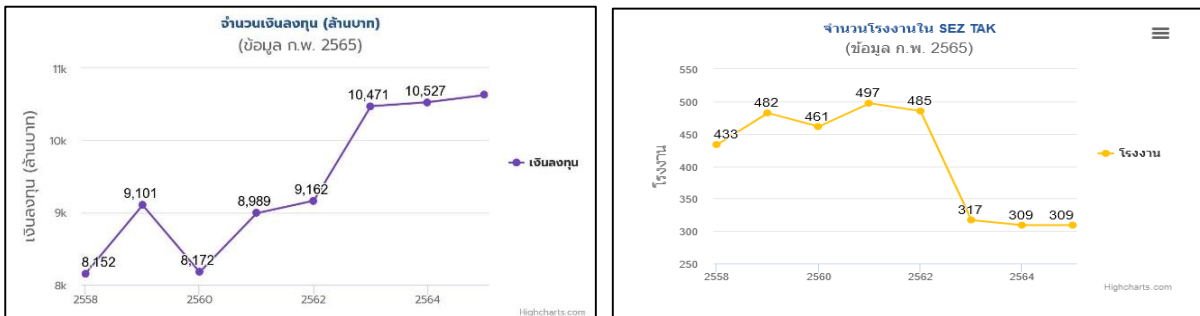 จำนวนเงินลงทุน (ล้านบาท)
(ข้อมูล ก.พ. 2565)
11k
10k
9k
8k
เงินลงทุน (ล้านบาท)
8,152
9,101
8,172
8,989
9,162
10,471
10,527
2558
2560
2562
2564
เงินลงทุน
Highcharts.com
จำนวนโรงงานใน SEZ TAK
(ข้อมูล ก.พ. 2565)
550
500
450
400
350
300
250
โรงงาน
433
482
461
497
485
317
309
309
2558
2560
2562
2564
โรงงาน
Highcharts.com